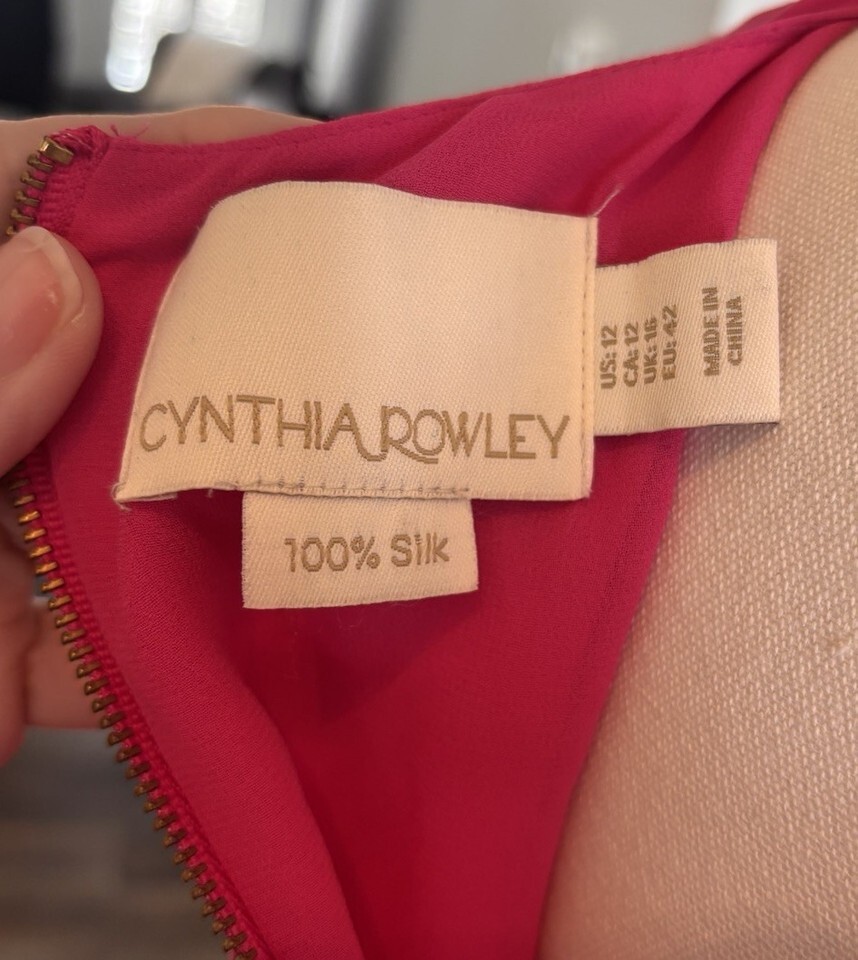 CYNTHIA ROWLEY
100% Silk
US: 12
CA: 12
UK: 16
EU: 42
MADE IN
CHINA